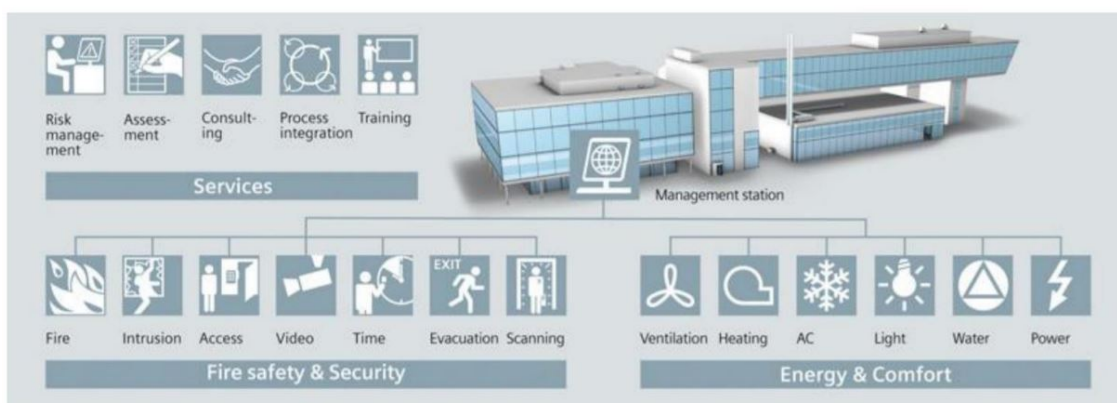 Risk
manage-
ment
Assess-
ment
Consult-
ing
Process
integration
Training
Services
Management station
EXIT
Fire
Intrusion
Access
Video
Time
Evacuation
Scanning
Fire safety & Security
Ventilation
Heating
AC
Light
Water
Power
Energy & Comfort